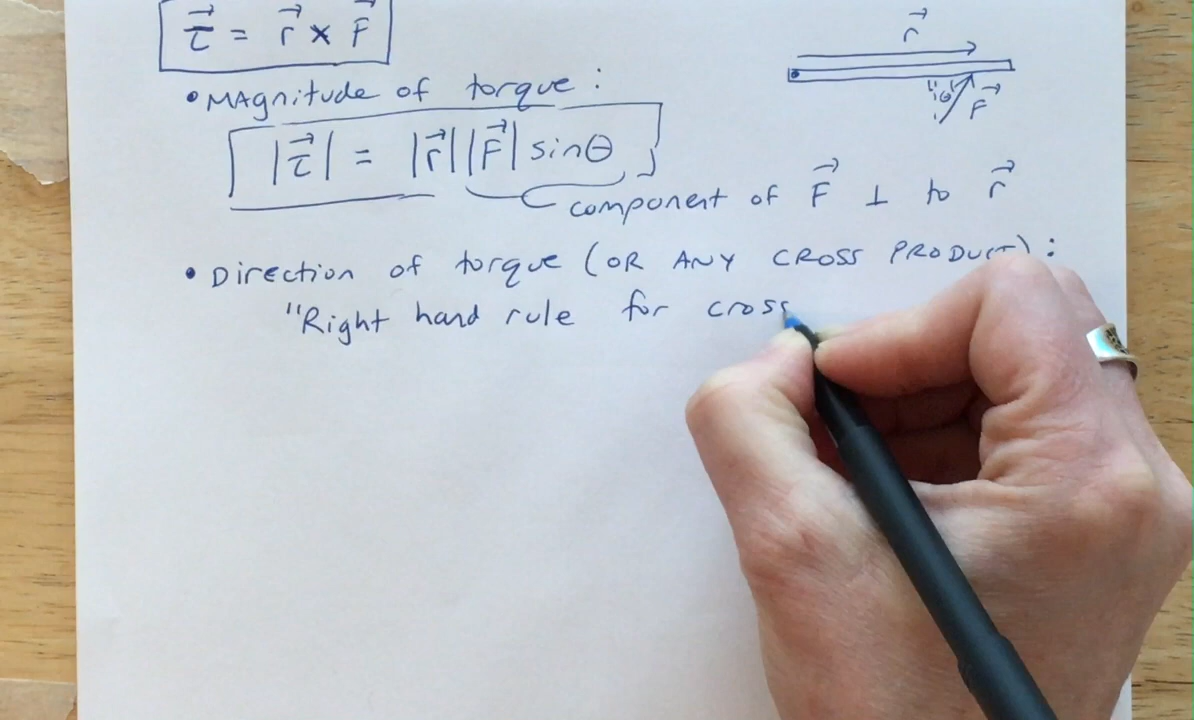 τ⃗ = r⃗ × F⃗
r⃗
• Magnitude of torque :
θ F⃗
|τ⃗| = |r⃗||F⃗| sinθ
component of F⃗ ⊥ to r⃗
• Direction of torque (OR ANY CROSS PRODUCT) :
"Right hand rule for cross